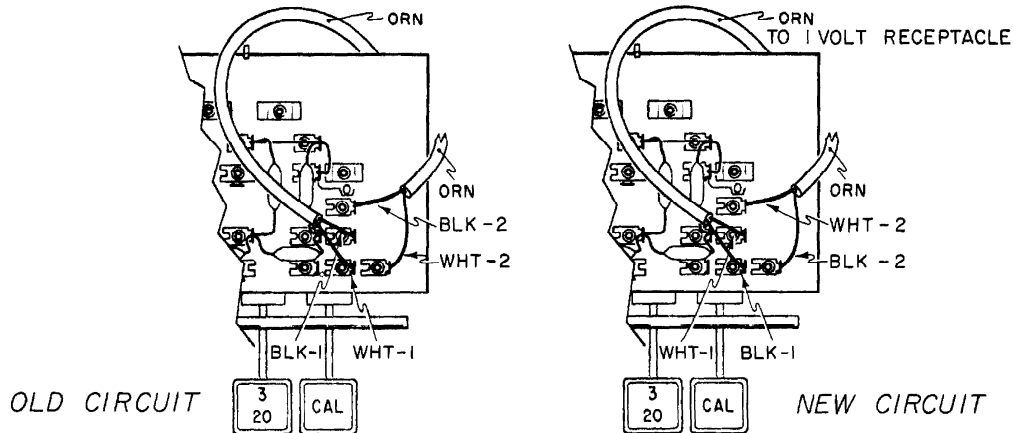 ORN
ORN
BLK-2
WHT-2
BLK-1
WHT-1
3
20
CAL
OLD CIRCUIT
ORN
TO 1 VOLT RECEPTACLE
ORN
WHT-2
BLK-2
WHT-1
BLK-1
3
20
CAL
NEW CIRCUIT